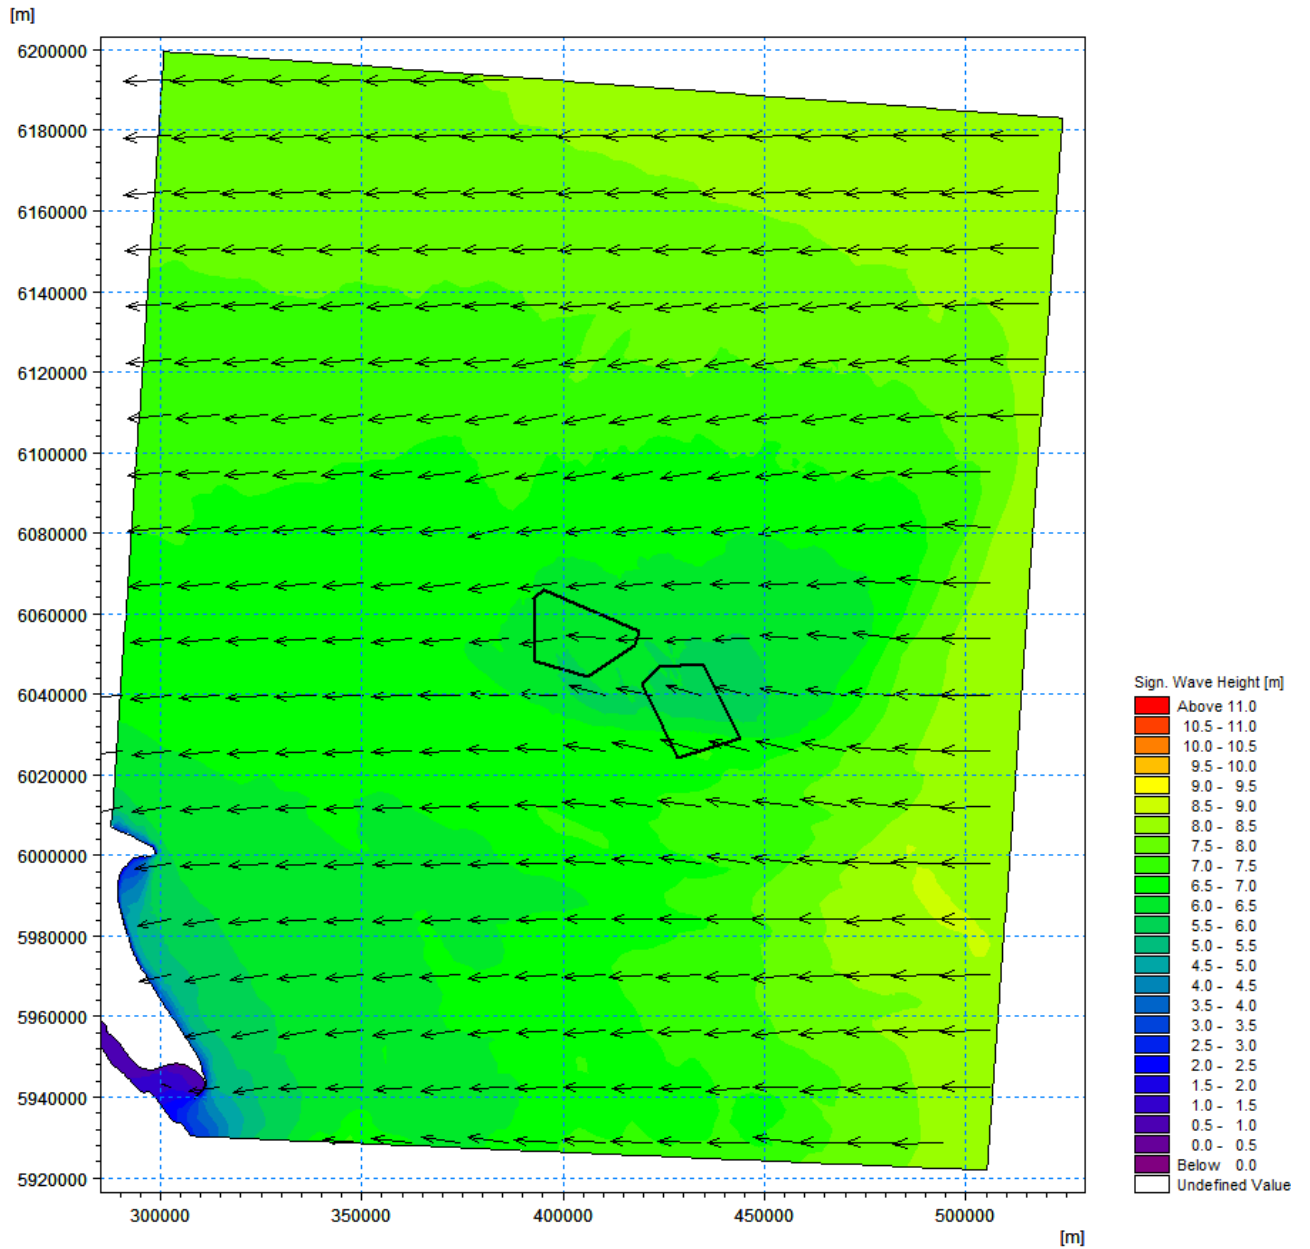 [m]
6200000
6180000
6160000
6140000
6120000
6100000
6080000
6060000
6040000
6020000
6000000
5980000
5960000
5940000
5920000
300000
350000
400000
450000
500000
[m]
Sign. Wave Height [m]
Above 11.0
10.5 - 11.0
10.0 - 10.5
9.5 - 10.0
9.0 - 9.5
8.5 - 9.0
8.0 - 8.5
7.5 - 8.0
7.0 - 7.5
6.5 - 7.0
6.0 - 6.5
5.5 - 6.0
5.0 - 5.5
4.5 - 5.0
4.0 - 4.5
3.5 - 4.0
3.0 - 3.5
2.5 - 3.0
2.0 - 2.5
1.5 - 2.0
1.0 - 1.5
0.5 - 1.0
0.0 - 0.5
Below 0.0
Undefined Value